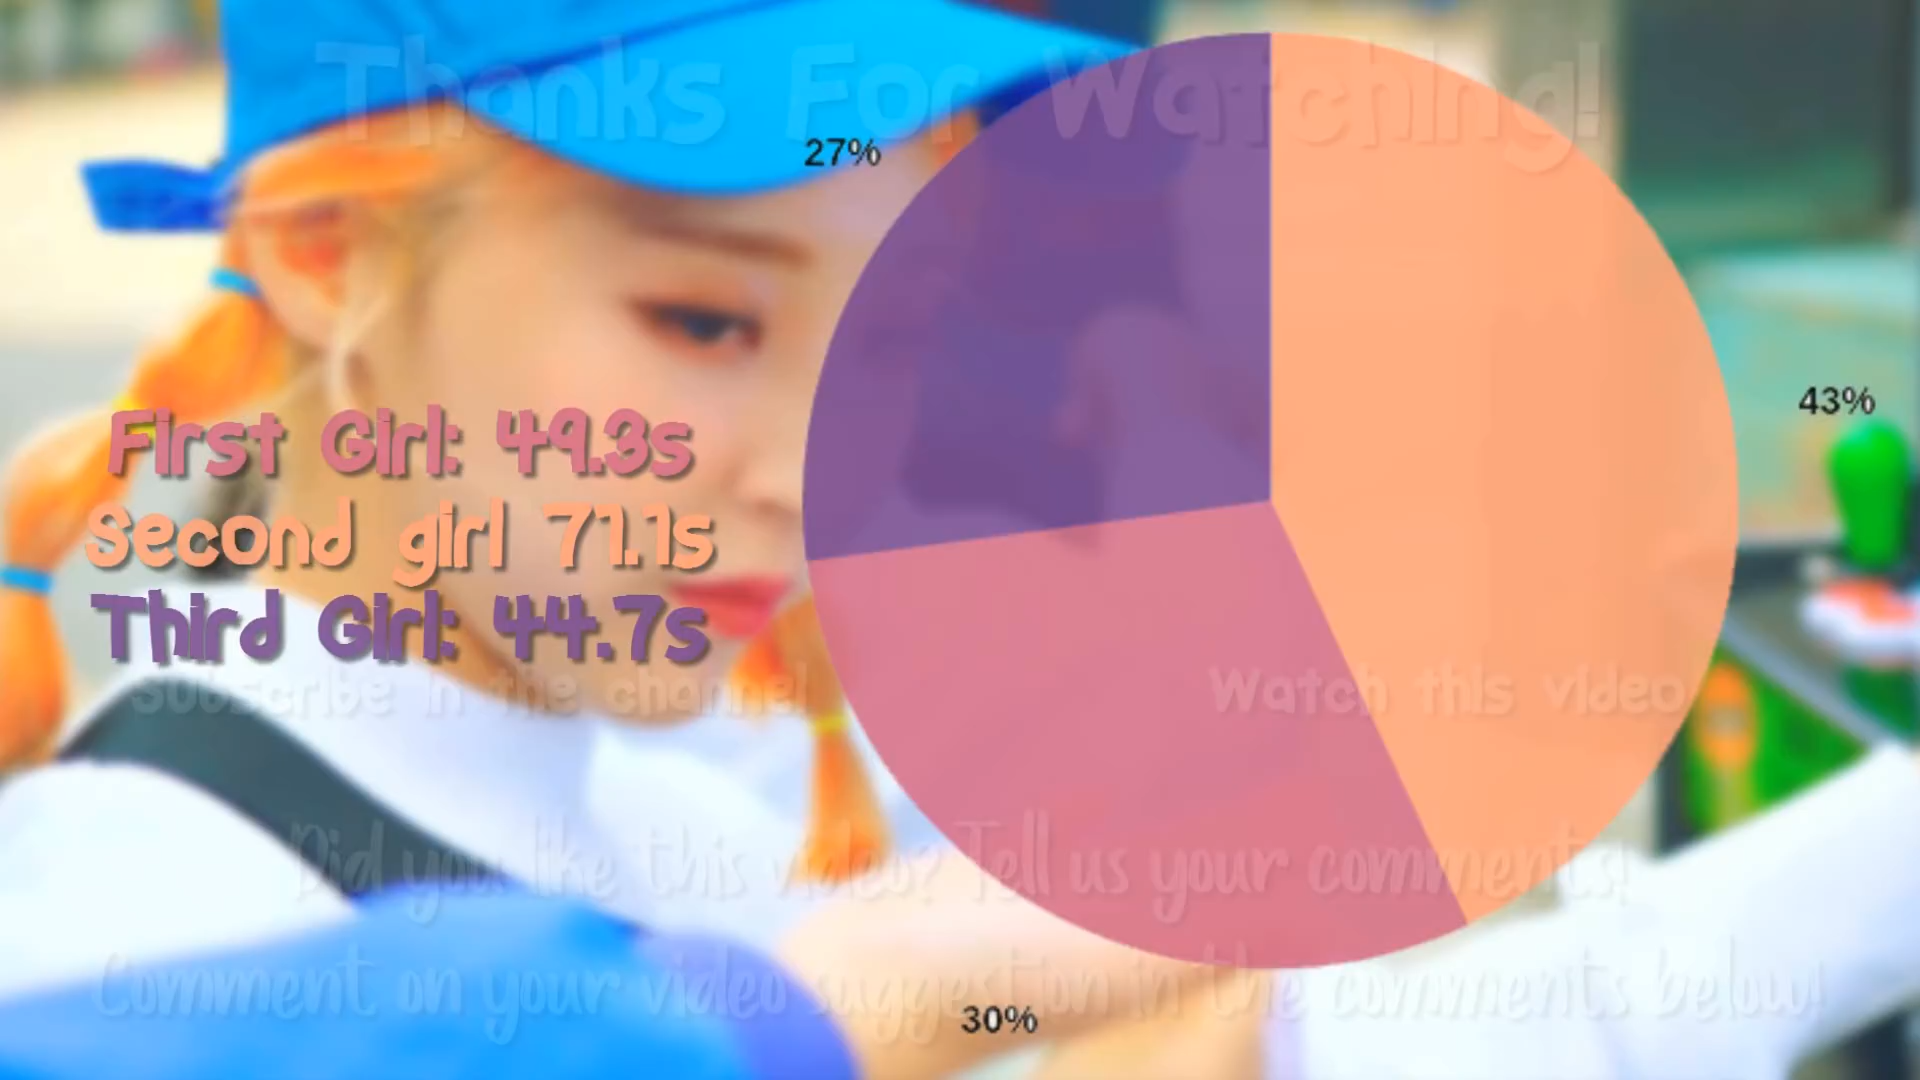 Thanks For Watching!
27%
43%
First Girl: 49.3s
Second girl 71.1s
Third Girl: 44.7s
Subscribe in the channel
Watch this video
Did you like this video? Tell us your comments!
Comment on your video suggestion in the comments below!
30%